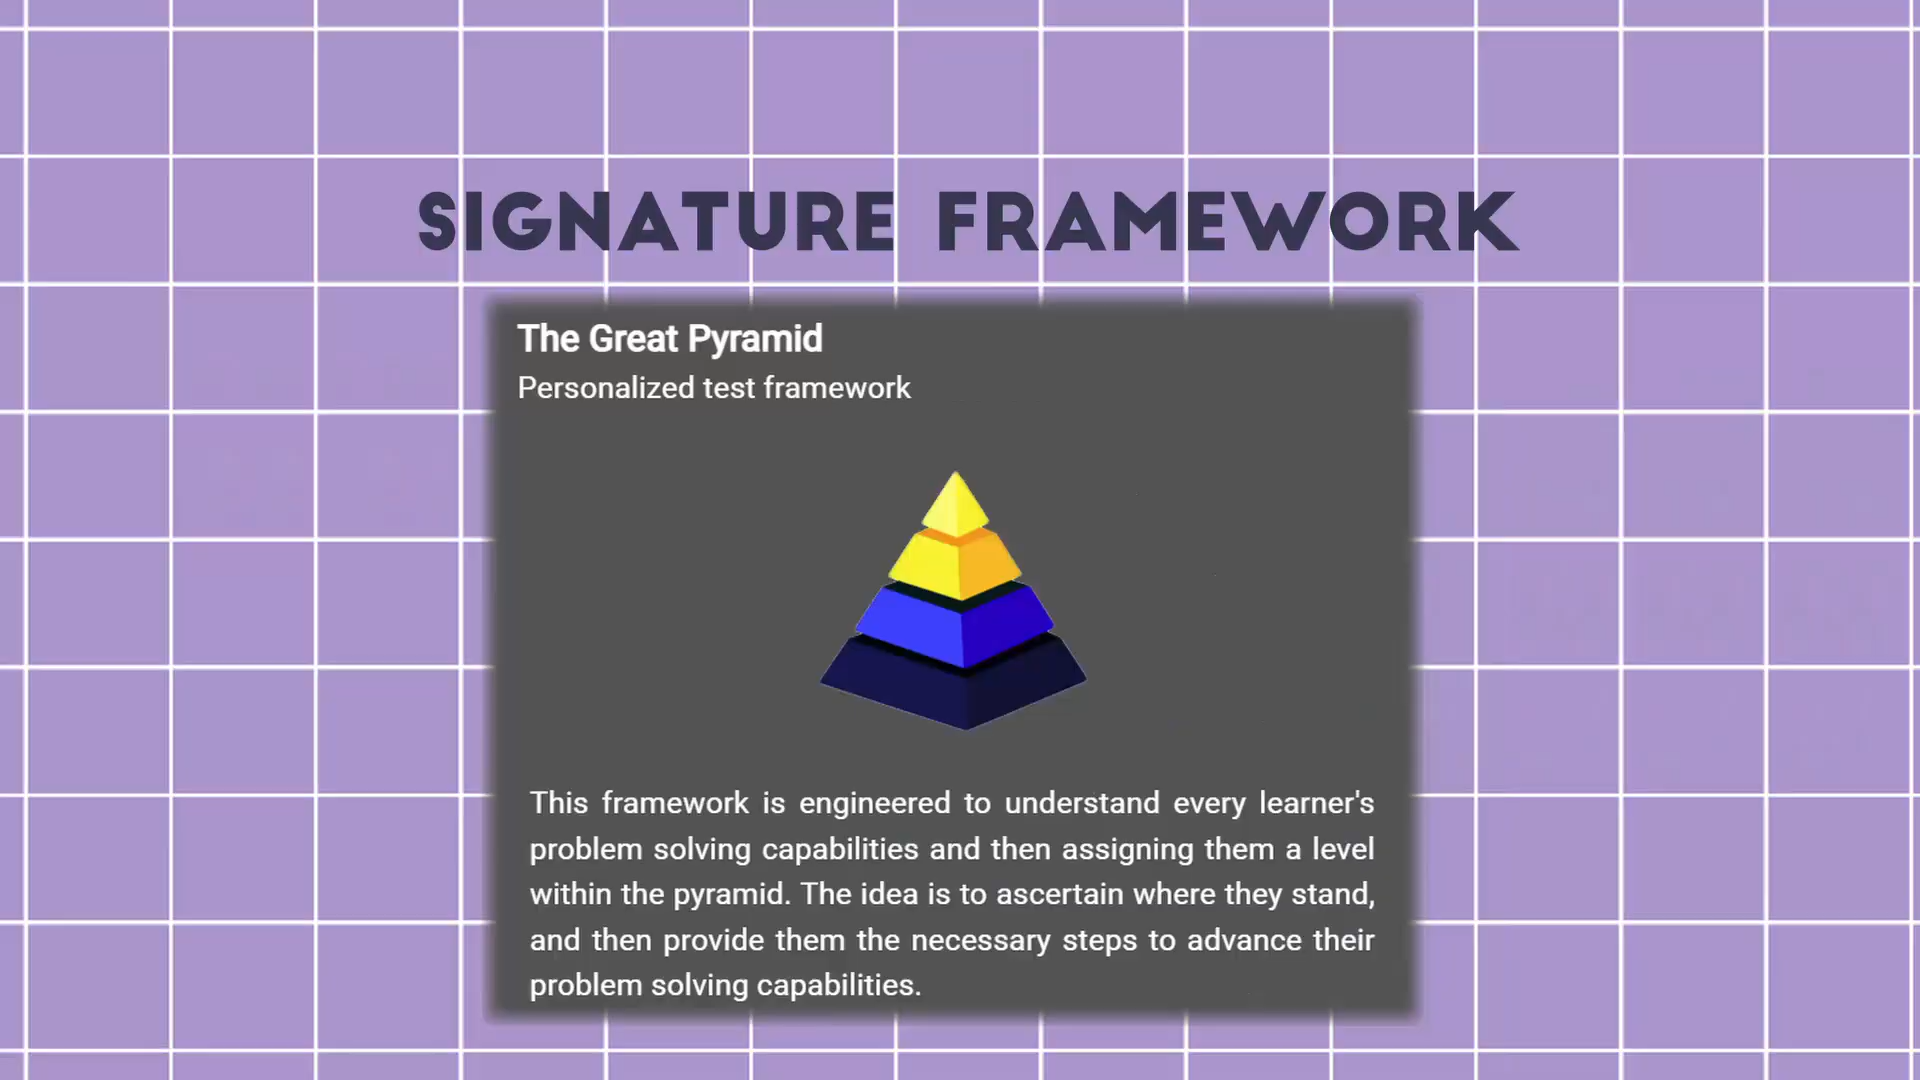 SIGNATURE FRAMEWORK
The Great Pyramid
Personalized test framework
This framework is engineered to understand every learner's
problem solving capabilities and then assigning them a level
within the pyramid. The idea is to ascertain where they stand,
and then provide them the necessary steps to advance their
problem solving capabilities.